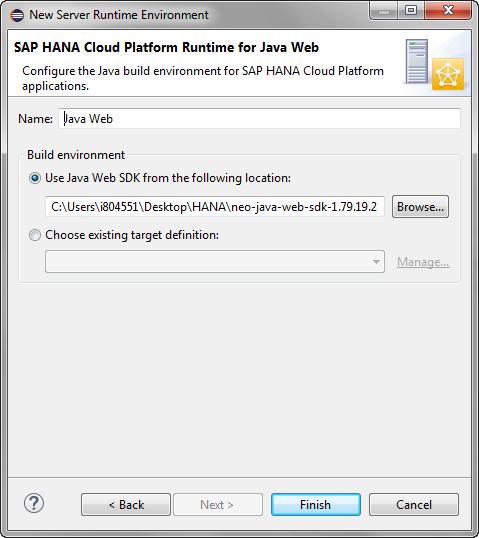 New Server Runtime Environment
SAP HANA Cloud Platform Runtime for Java Web
Configure the Java build environment for SAP HANA Cloud Platform
applications.
Name: Java Web
Build environment
Use Java Web SDK from the following location:
C:\Users\i804551\Desktop\HANA\neo-java-web-sdk-1.79.19.2 Browse...
Choose existing target definition:
Manage...
? < Back Next > Finish Cancel